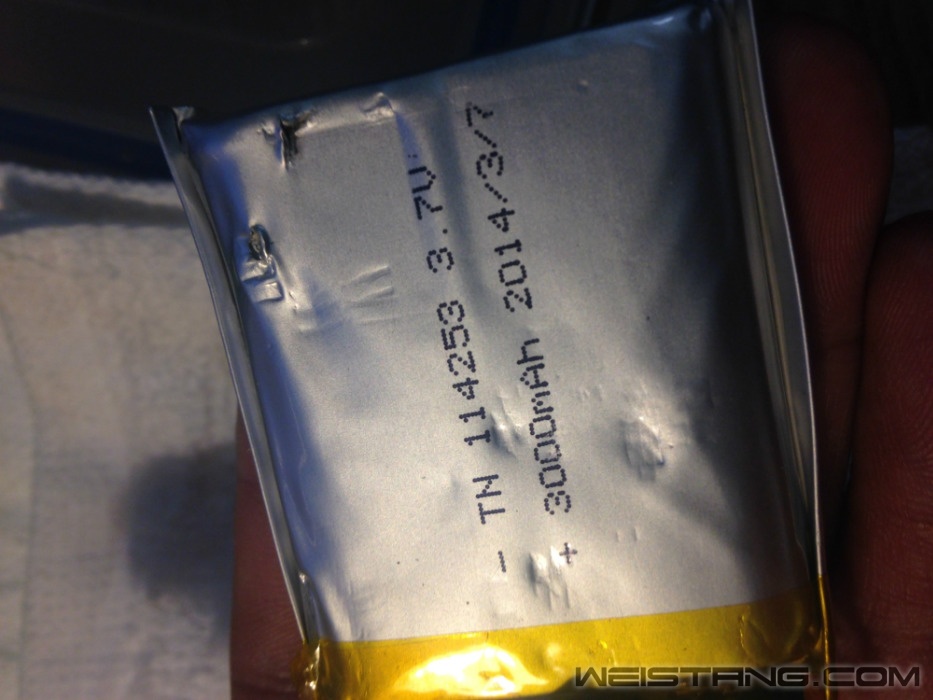 - TN 114253 3.7V
+ 3000mAh 2014/3/7
WEISTANG.COM